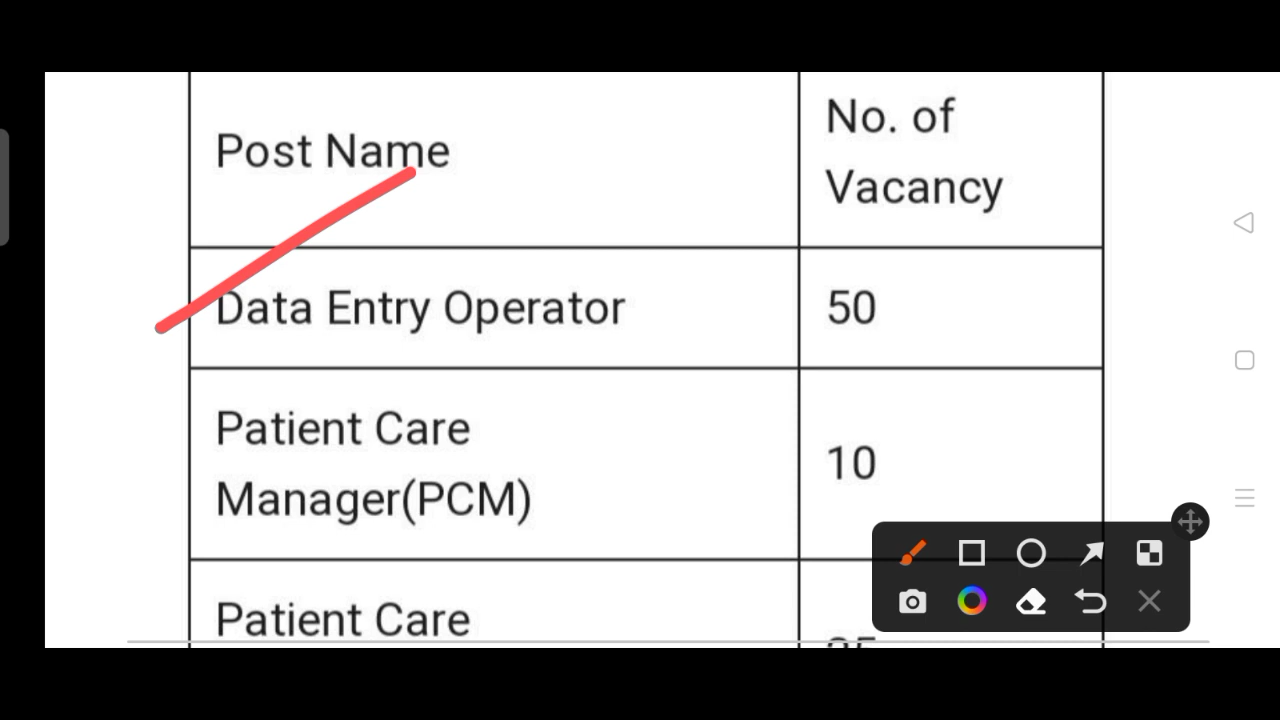 Post Name
No. of
Vacancy
Data Entry Operator
50
Patient Care
Manager(PCM)
10
Patient Care